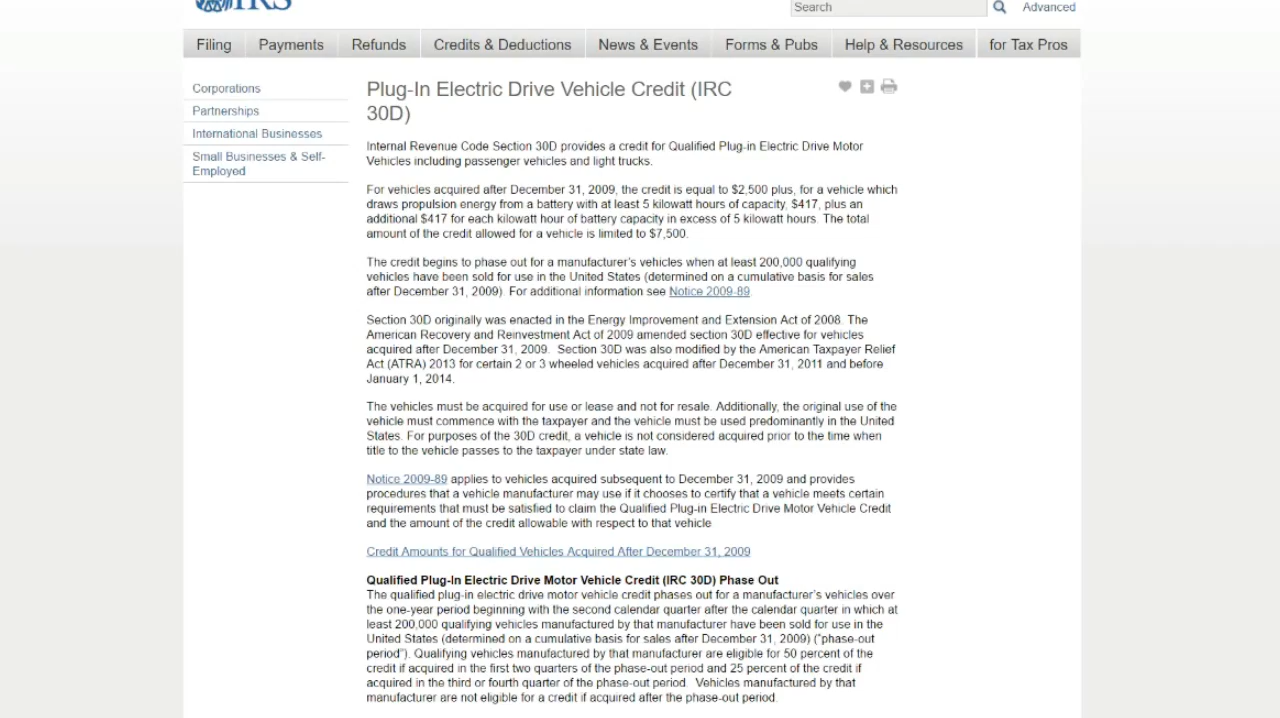 IRS
Search
Advanced
Filing
Payments
Refunds
Credits & Deductions
News & Events
Forms & Pubs
Help & Resources
for Tax Pros
Corporations
Partnerships
International Businesses
Small Businesses & Self-
Employed
Plug-In Electric Drive Vehicle Credit (IRC
30D)
Internal Revenue Code Section 30D provides a credit for Qualified Plug-in Electric Drive Motor
Vehicles including passenger vehicles and light trucks.
For vehicles acquired after December 31, 2009, the credit is equal to $2,500 plus, for a vehicle which
draws propulsion energy from a battery with at least 5 kilowatt hours of capacity, $417, plus an
additional $417 for each kilowatt hour of battery capacity in excess of 5 kilowatt hours. The total
amount of the credit allowed for a vehicle is limited to $7,500.
The credit begins to phase out for a manufacturer's vehicles when at least 200,000 qualifying
vehicles have been sold for use in the United States (determined on a cumulative basis for sales
after December 31, 2009). For additional information see Notice 2009-89.
Section 30D originally was enacted in the Energy Improvement and Extension Act of 2008. The
American Recovery and Reinvestment Act of 2009 amended section 30D effective for vehicles
acquired after December 31, 2009. Section 30D was also modified by the American Taxpayer Relief
Act (ATRA) 2013 for certain 2 or 3 wheeled vehicles acquired after December 31, 2011 and before
January 1, 2014.
The vehicles must be acquired for use or lease and not for resale. Additionally, the original use of the
vehicle must commence with the taxpayer and the vehicle must be used predominantly in the United
States. For purposes of the 30D credit, a vehicle is not considered acquired prior to the time when
title to the vehicle passes to the taxpayer under state law.
Notice 2009-89 applies to vehicles acquired subsequent to December 31, 2009 and provides
procedures that a vehicle manufacturer may use if it chooses to certify that a vehicle meets certain
requirements that must be satisfied to claim the Qualified Plug-in Electric Drive Motor Vehicle Credit
and the amount of the credit allowable with respect to that vehicle
Credit Amounts for Qualified Vehicles Acquired After December 31, 2009
Qualified Plug-In Electric Drive Motor Vehicle Credit (IRC 30D) Phase Out
The qualified plug-in electric drive motor vehicle credit phases out for a manufacturer's vehicles over
the one-year period beginning with the second calendar quarter after the calendar quarter in which at
least 200,000 qualifying vehicles manufactured by that manufacturer have been sold for use in the
United States (determined on a cumulative basis for sales after December 31, 2009) ("phase-out
period"). Qualifying vehicles manufactured by that manufacturer are eligible for 50 percent of the
credit if acquired in the first two quarters of the phase-out period and 25 percent of the credit if
acquired in the third or fourth quarter of the phase-out period. Vehicles manufactured by that
manufacturer are not eligible for a credit if acquired after the phase-out period.